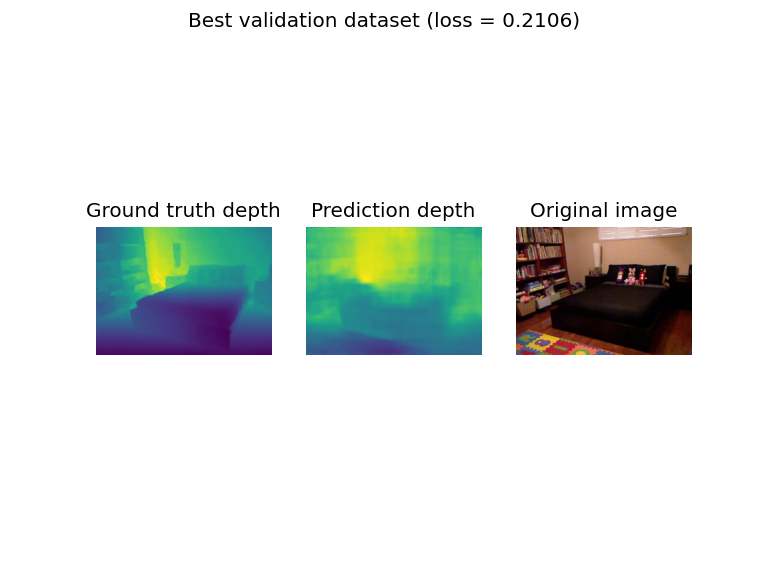 Best validation dataset (loss = 0.2106)
Ground truth depth
Prediction depth
Original image